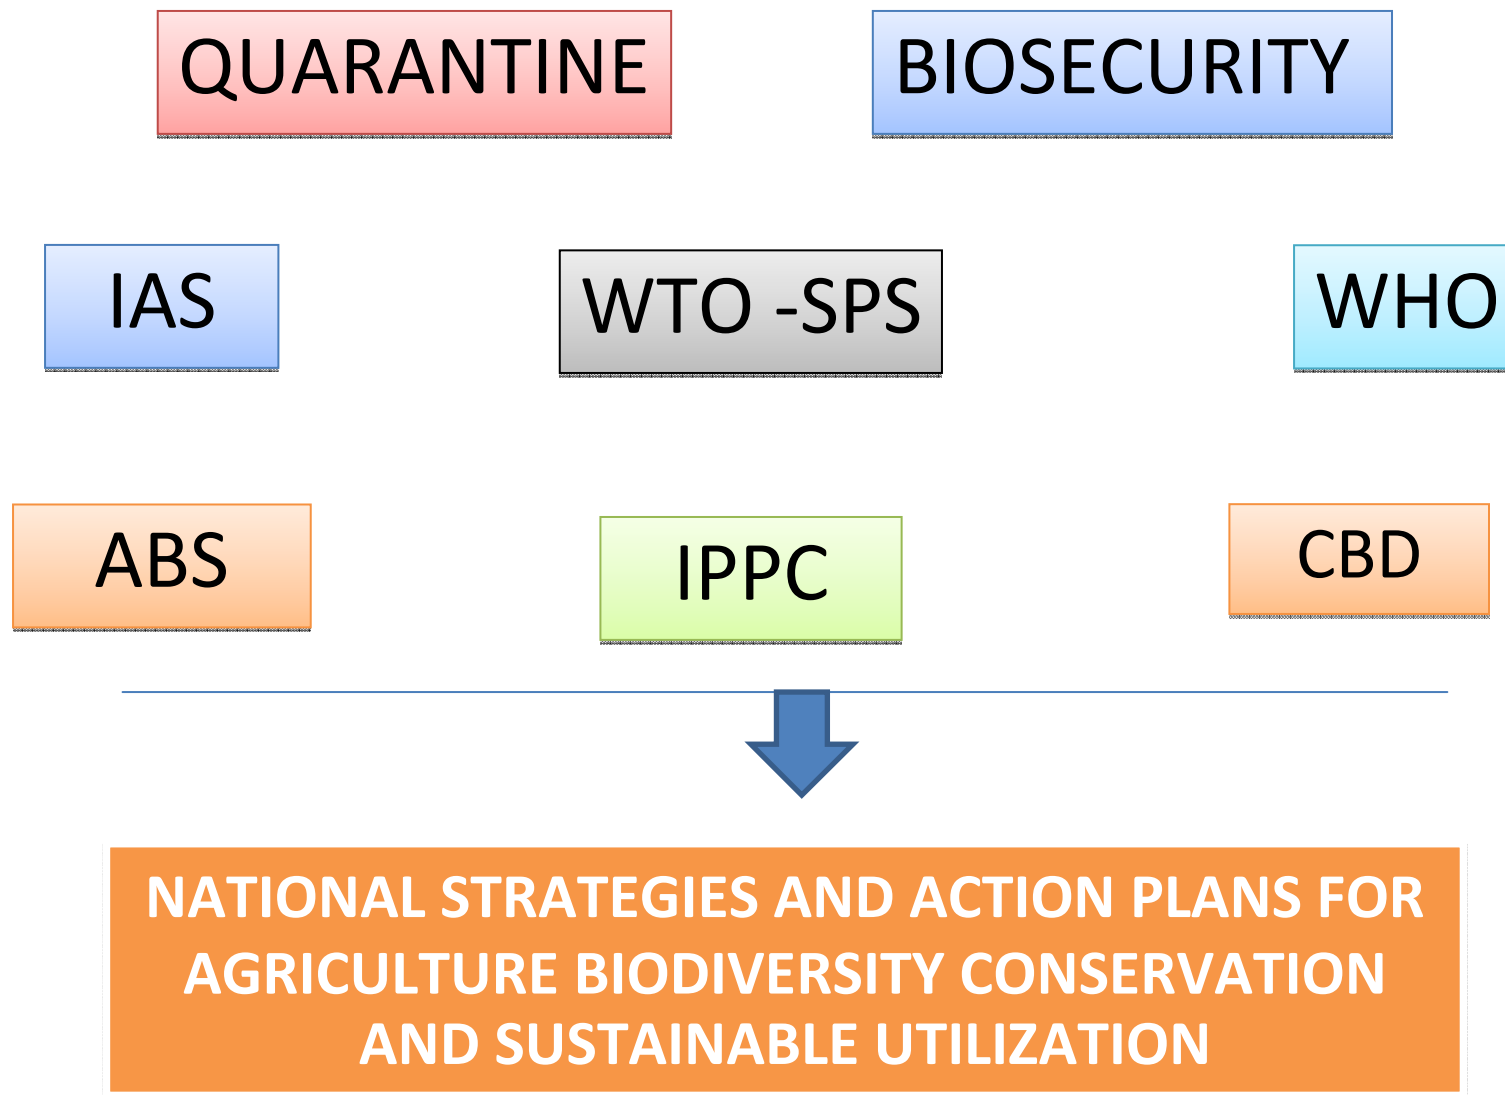 QUARANTINE
BIOSECURITY
IAS
WTO -SPS
WHO
ABS
IPPC
CBD
NATIONAL STRATEGIES AND ACTION PLANS FOR
AGRICULTURE BIODIVERSITY CONSERVATION
AND SUSTAINABLE UTILIZATION